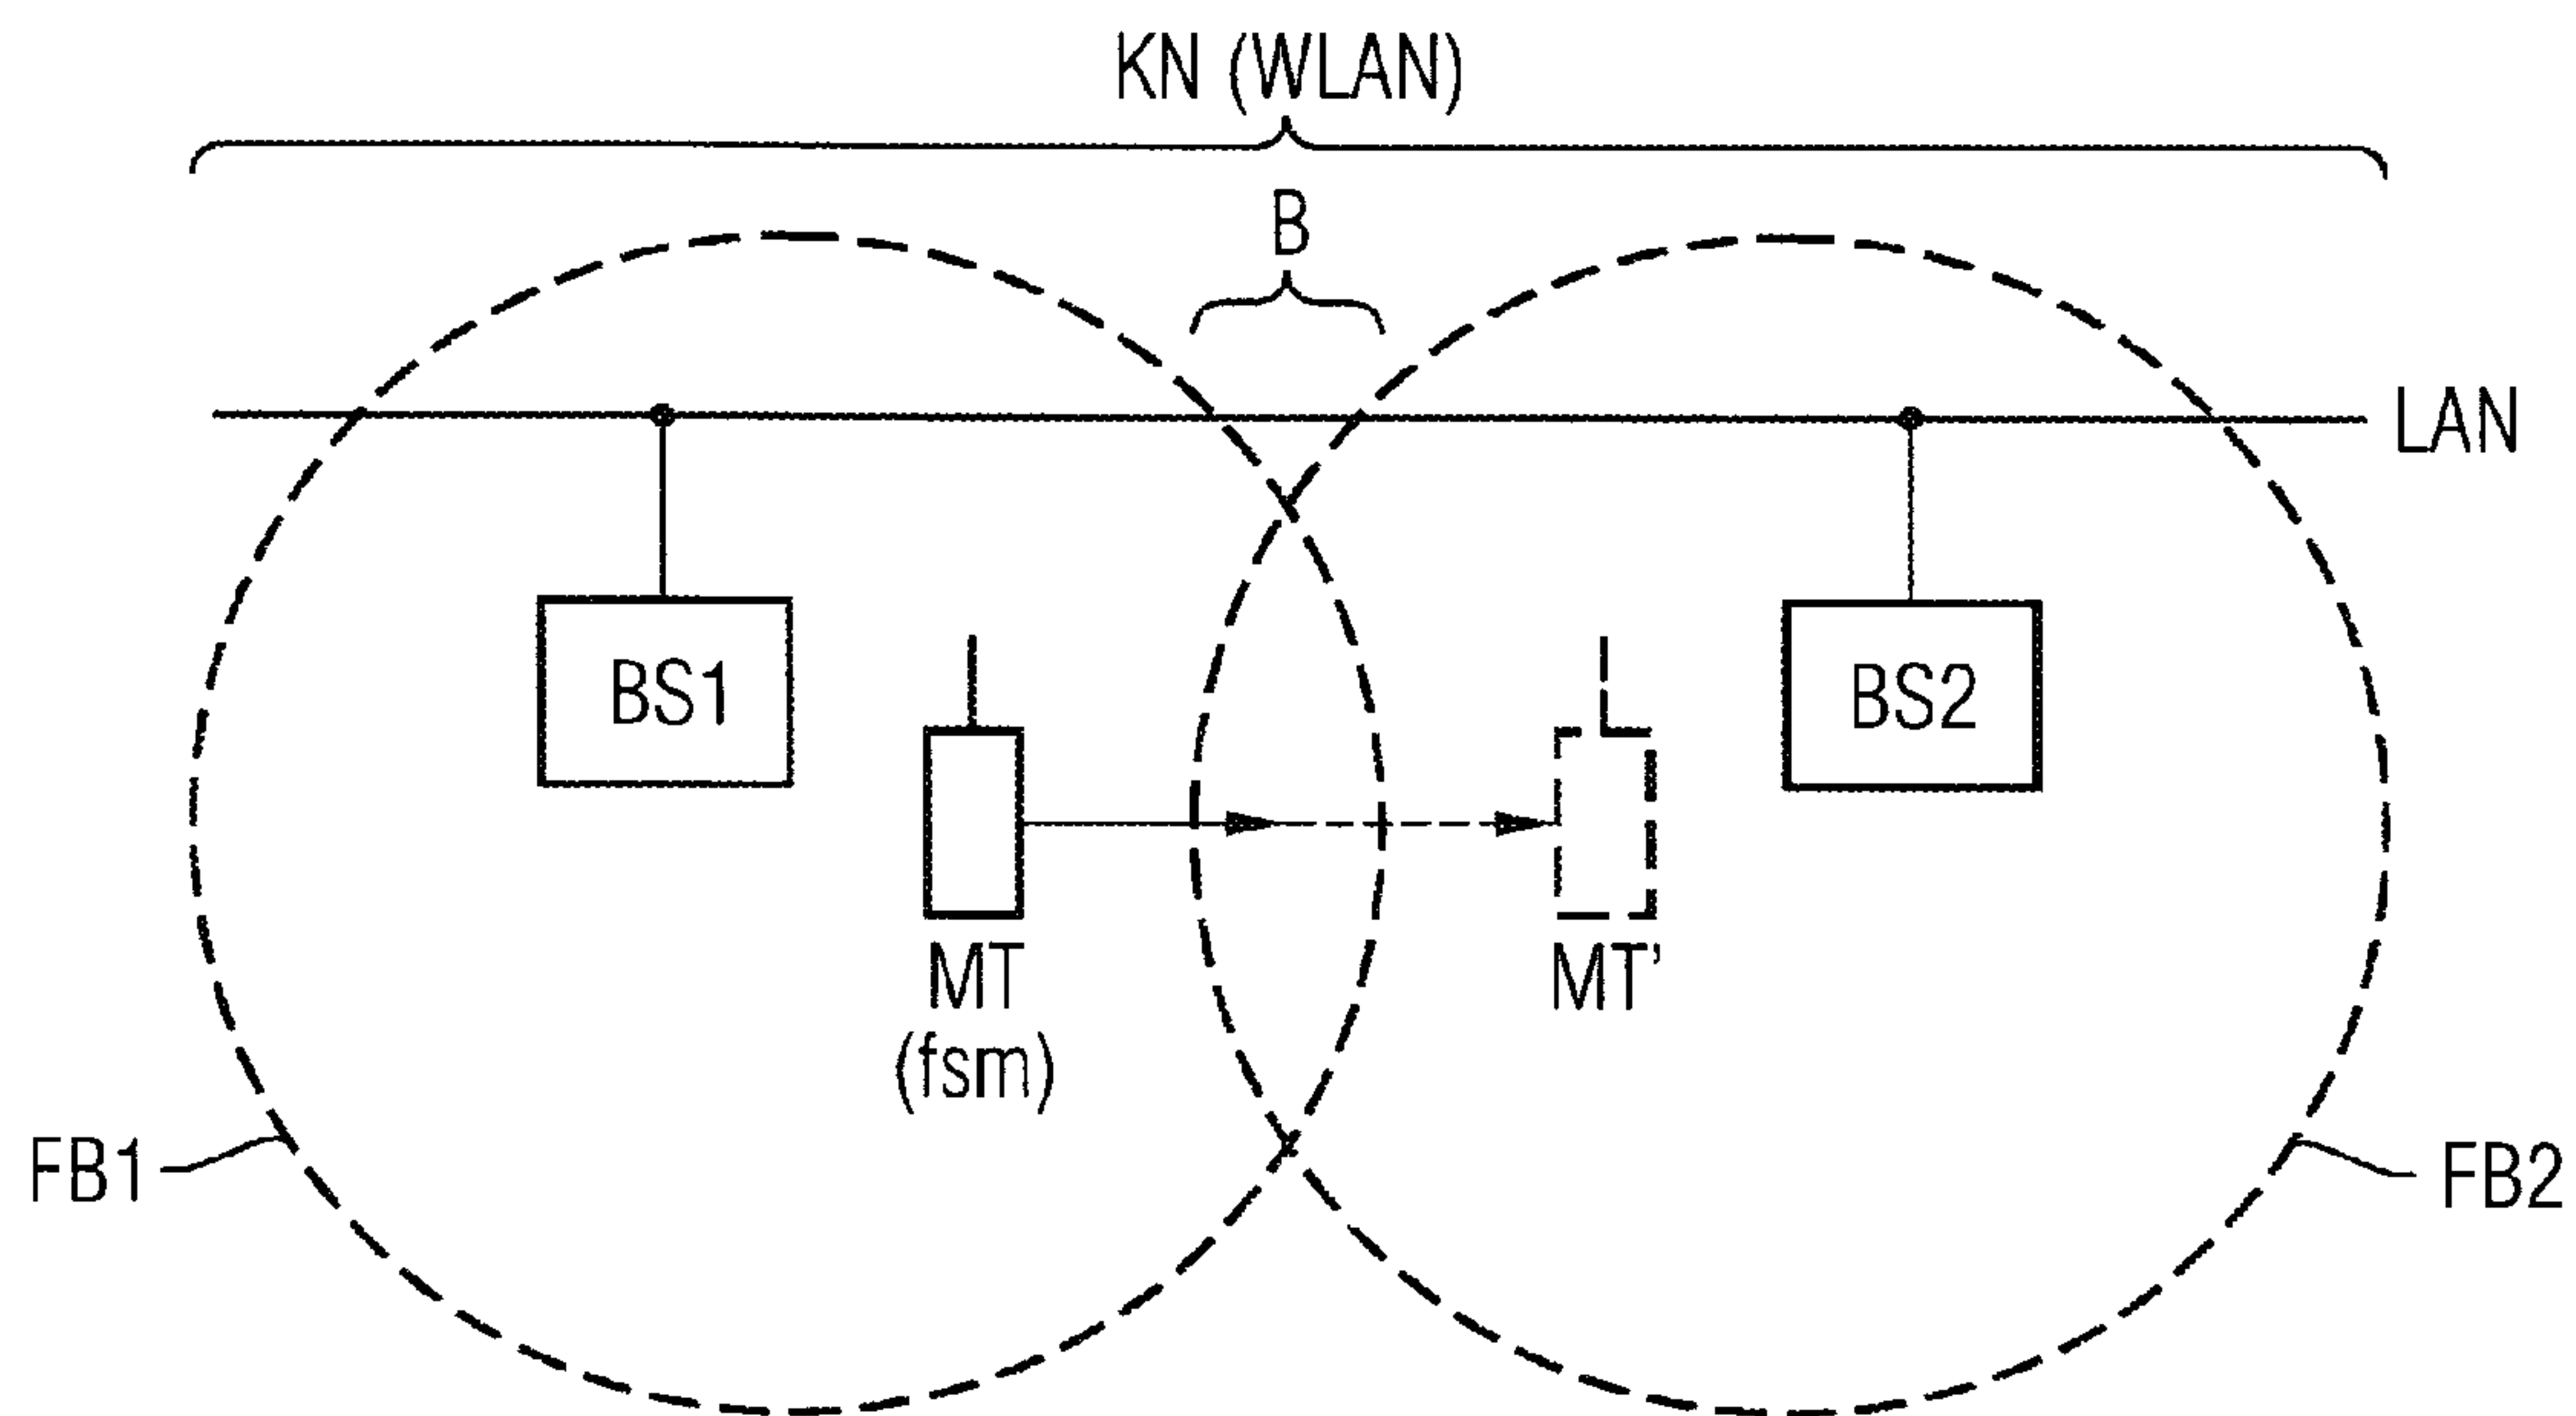 KN (WLAN)
B
LAN
BS1
BS2
MT
(fsm)
MT'
FB1
FB2